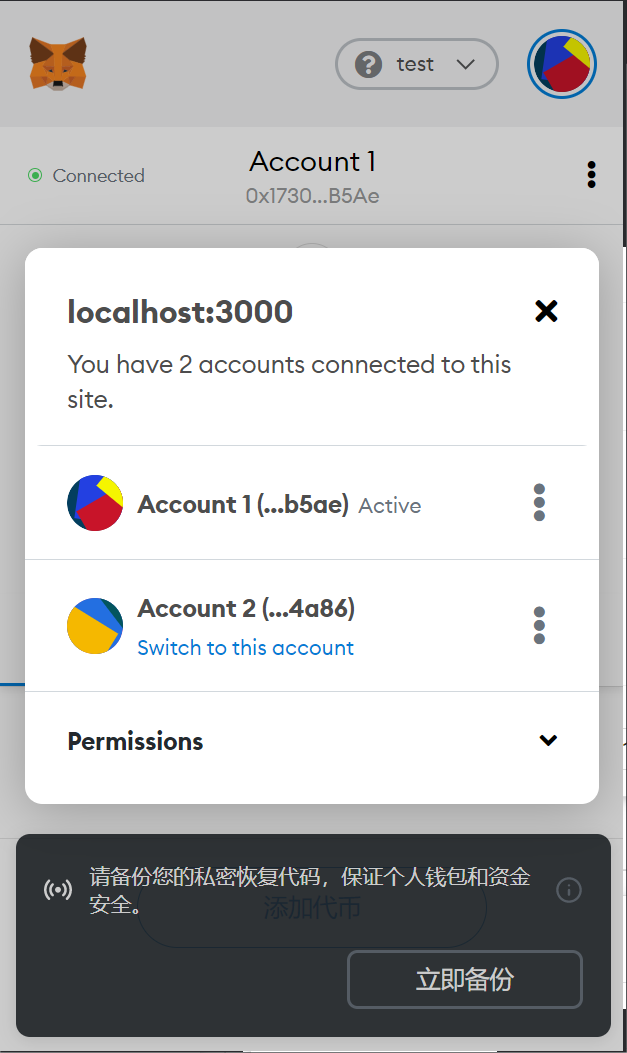 test
Connected
Account 1
0x1730...B5Ae
localhost:3000
You have 2 accounts connected to this
site.
Account 1 (...b5ae) Active
Account 2 (...4a86)
Switch to this account
Permissions
请备份您的私密恢复代码，保证个人钱包和资金
安全。
添加代币
立即备份